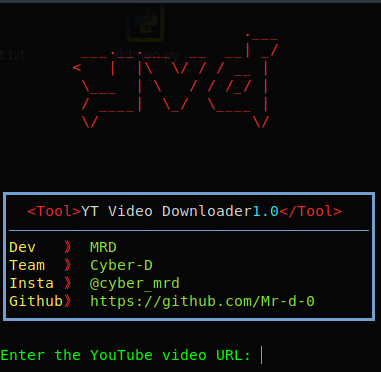 <Tool>YT Video Downloader1.0</Tool>
Dev 》 MRD
Team 》 Cyber-D
Insta 》 @cyber_mrd
Github》 https://github.com/Mr-d-0
Enter the YouTube video URL: